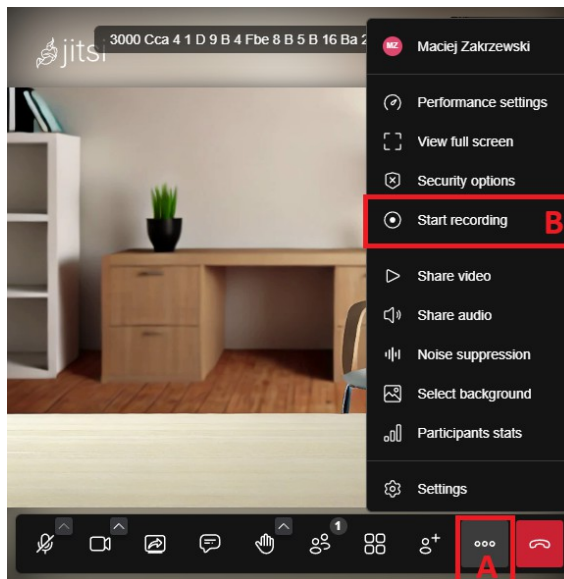 jitsi
3000 Cca 4 1 D 9 B 4 Fbe 8 B 5 B 16 Ba 2
MZ Maciej Zakrzewski
Performance settings
View full screen
Security options
Start recording B
Share video
Share audio
Noise suppression
Select background
Participants stats
Settings
1
A